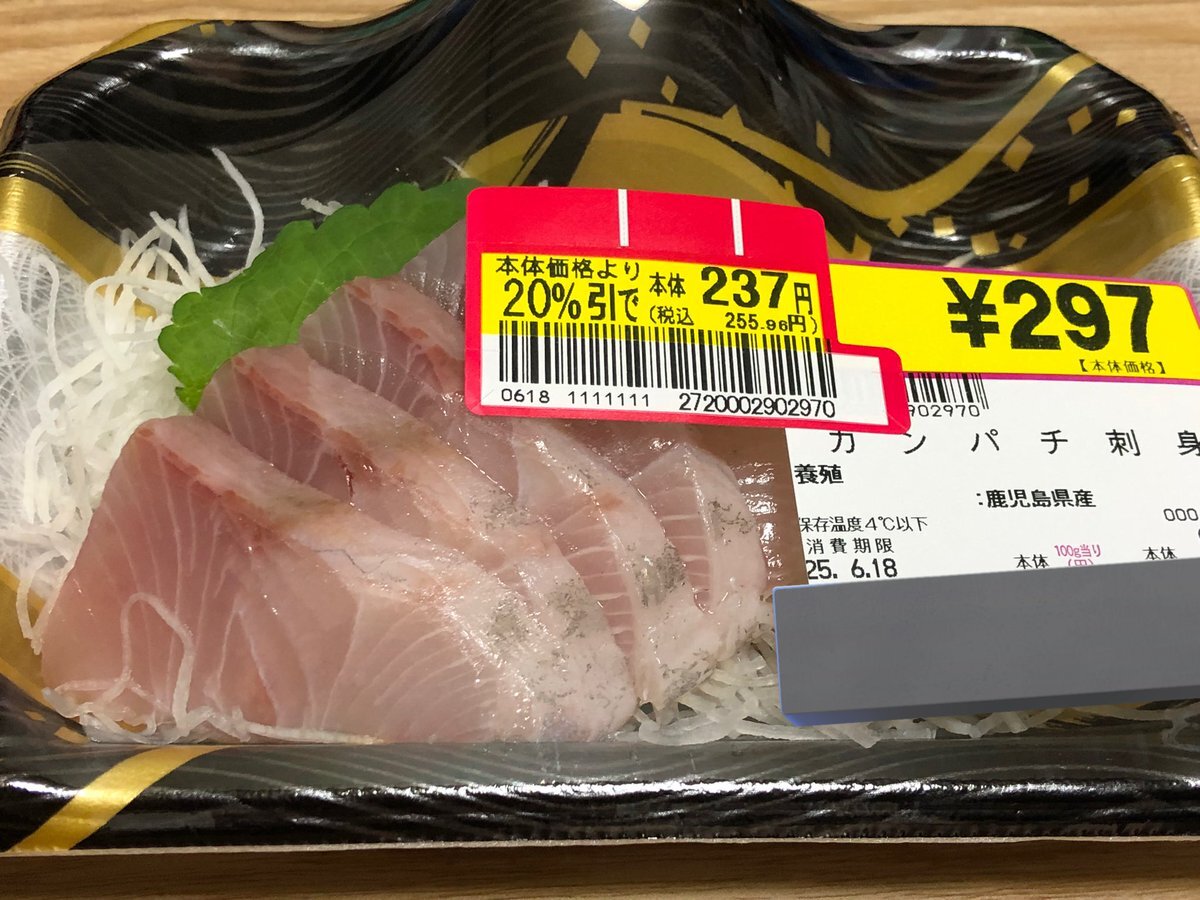 本体価格より
20%引で
本体 237円
(税込 255.96円)
0618 1111111 2720002902970
¥297
【本体価格】
902970
カンパチ刺身
養殖
:鹿児島県産
000
保存温度4℃以下
消費期限
25. 6.18
本体
100g当り
(円)
本体